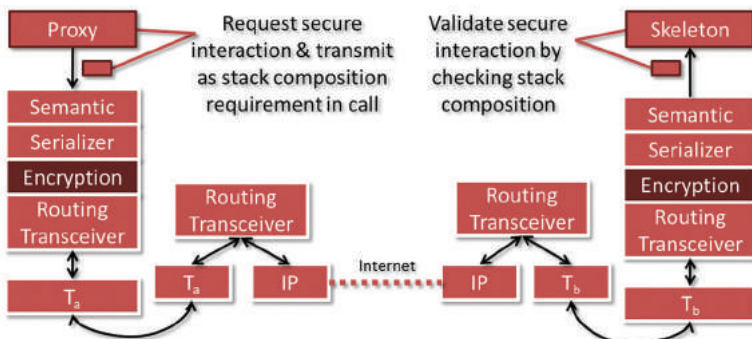 Proxy
Request secure
interaction & transmit
as stack composition
requirement in call
Validate secure
interaction by
checking stack
composition
Skeleton
Semantic
Serializer
Encryption
Routing
Transceiver
Ta
Routing
Transceiver
Ta
IP
Internet
Routing
Transceiver
IP
Tb
Semantic
Serializer
Encryption
Routing
Transceiver
Tb